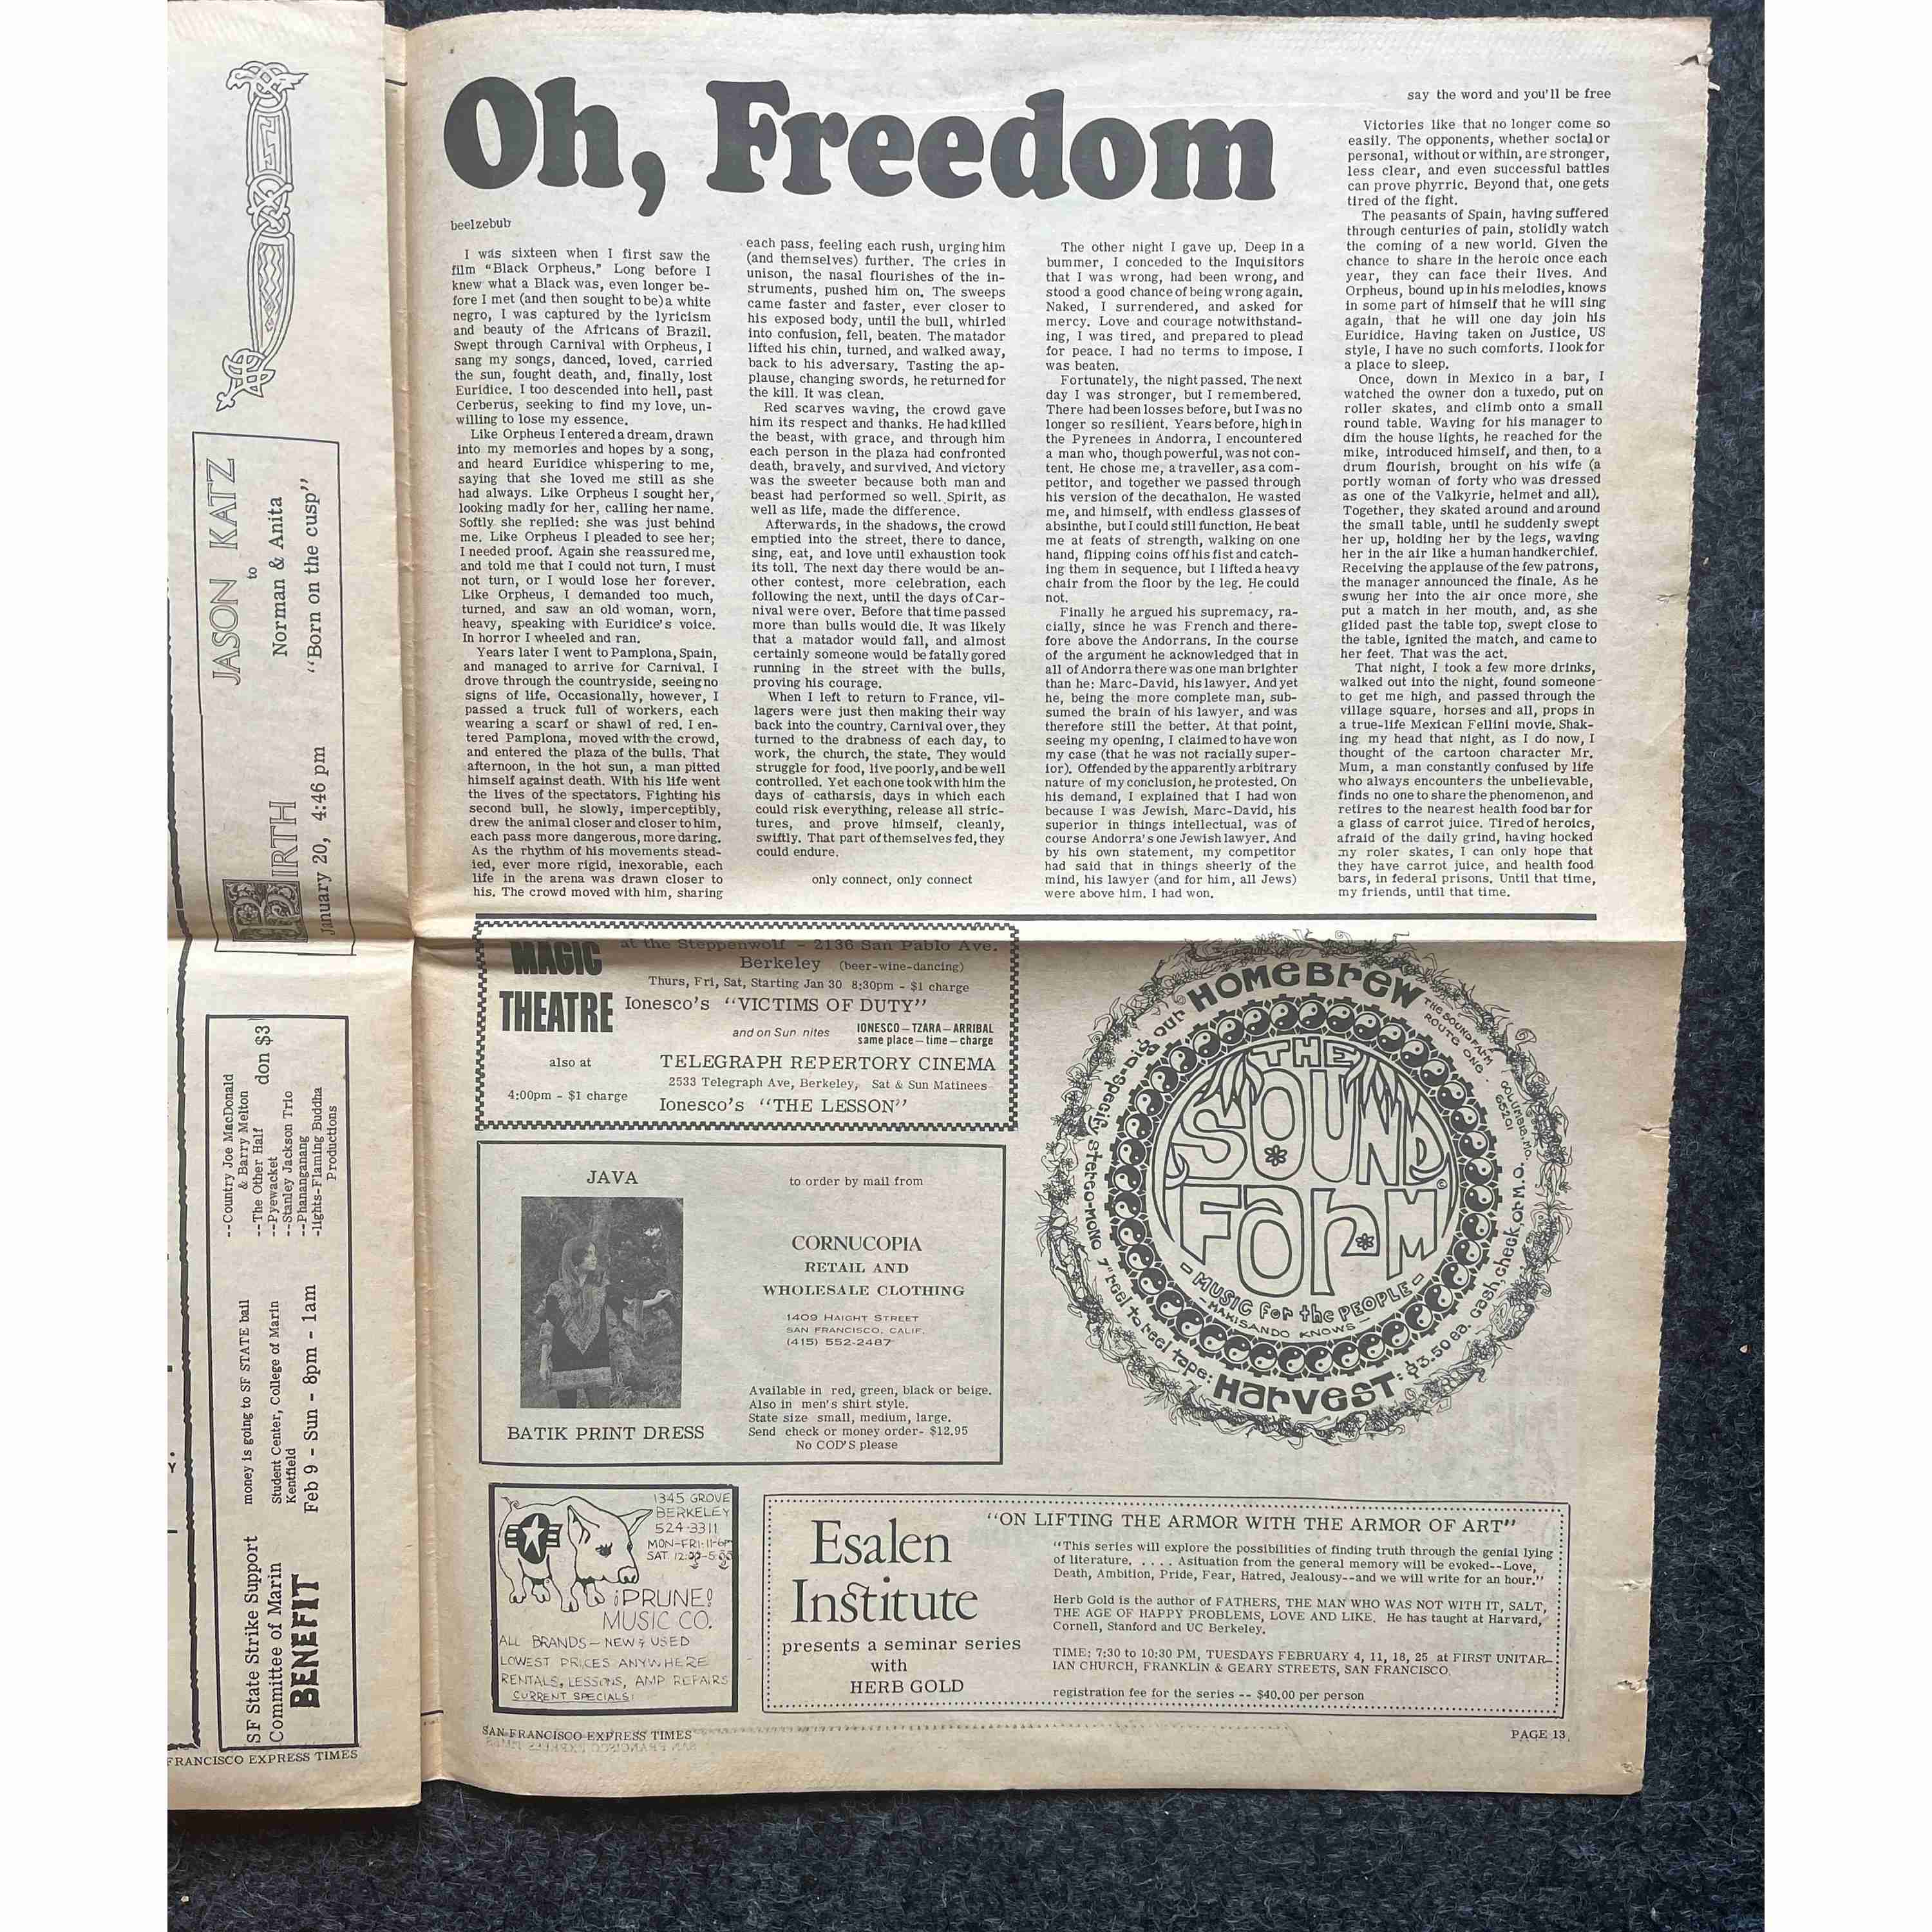 Oh, Freedom
beelzebub
I was sixteen when I first saw the
film "Black Orpheus." Long before I
knew what a Black was, even longer be-
fore I met (and then sought to be) a white
negro, I was captured by the lyricism
and beauty of the Africans of Brazil.
Swept through Carnival with Orpheus, I
sang my songs, danced, loved, carried
the sun, fought death, and, finally, lost
Euridice. I too descended into hell, past
Cerberus, seeking to find my love, un-
willing to lose my essence.
Like Orpheus I entered a dream, drawn
into my memories and hopes by a song,
and heard Euridice whispering to me,
saying that she loved me still as she
had always. Like Orpheus I sought her,
looking madly for her, calling her name.
Softly she replied: she was just behind
me. Like Orpheus I pleaded to see her;
I needed proof. Again she reassured me,
and told me that I could not turn, I must
not turn, or I would lose her forever.
Like Orpheus, I demanded too much,
turned, and saw an old woman, worn,
heavy, speaking with Euridice's voice.
In horror I wheeled and ran.
Years later I went to Pamplona, Spain,
and managed to arrive for Carnival. I
drove through the countryside, seeing no
signs of life. Occasionally, however, I
passed a truck full of workers, each
wearing a scarf or shawl of red. I en-
tered Pamplona, moved with the crowd,
and entered the plaza of the bulls. That
afternoon, in the hot sun, a man pitted
himself against death. With his life went
the lives of the spectators. Fighting his
second bull, he slowly, imperceptibly,
drew the animal closer and closer to him,
each pass more dangerous, more daring.
As the rhythm of his movements stead-
ied, ever more rigid, inexorable, each
life in the arena was drawn closer to
his. The crowd moved with him, sharing
each pass, feeling each rush, urging him
(and themselves) further. The cries in
unison, the nasal flourishes of the in-
struments, pushed him on. The sweeps
came faster and faster, ever closer to
his exposed body, until the bull, whirled
into confusion, fell, beaten. The matador
lifted his chin, turned, and walked away,
back to his adversary. Tasting the ap-
plause, changing swords, he returned for
the kill. It was clean.
Red scarves waving, the crowd gave
him its respect and thanks. He had killed
the beast, with grace, and through him
each person in the plaza had confronted
death, bravely, and survived. And victory
was the sweeter because both man and
beast had performed so well. Spirit, as
well as life, made the difference.
Afterwards, in the shadows, the crowd
emptied into the street, there to dance,
sing, eat, and love until exhaustion took
its toll. The next day there would be an-
other contest, more celebration, each
following the next, until the days of Car-
nival were over. Before that time passed
more than bulls would die. It was likely
that a matador would fall, and almost
certainly someone would be fatally gored
running in the street with the bulls,
proving his courage.
When I left to return to France, vil-
lagers were just then making their way
back into the country. Carnival over, they
turned to the drabness of each day, to
work, the church, the state. They would
struggle for food, live poorly, and be well
controlled. Yet each one took with him the
days of catharsis, days in which each
could risk everything, release all stric-
tures, and prove himself, cleanly,
swiftly. That part of themselves fed, they
could endure.
only connect, only connect
The other night I gave up. Deep in a
bummer, I conceded to the Inquisitors
that I was wrong, had been wrong, and
stood a good chance of being wrong again.
Naked, I surrendered, and asked for
mercy. Love and courage notwithstand-
ing, I was tired, and prepared to plead
for peace. I had no terms to impose. I
was beaten.
Fortunately, the night passed. The next
day I was stronger, but I remembered.
There had been losses before, but I was no
longer so resilient. Years before, high in
the Pyrenees in Andorra, I encountered
a man who, though powerful, was not con-
tent. He chose me, a traveller, as a com-
petitor, and together we passed through
his version of the decathalon. He wasted
me, and himself, with endless glasses of
absinthe, but I could still function. He beat
me at feats of strength, walking on one
hand, flipping coins off his fist and catch-
ing them in sequence, but I lifted a heavy
chair from the floor by the leg. He could
not.
Finally he argued his supremacy, ra-
cially, since he was French and there-
fore above the Andorrans. In the course
of the argument he acknowledged that in
all of Andorra there was one man brighter
than he: Marc-David, his lawyer. And yet
he, being the more complete man, sub-
sumed the brain of his lawyer, and was
therefore still the better. At that point,
seeing my opening, I claimed to have won
my case (that he was not racially super-
ior). Offended by the apparently arbitrary
nature of my conclusion, he protested. On
his demand, I explained that I had won
because I was Jewish. Marc-David, his
superior in things intellectual, was of
course Andorra's one Jewish lawyer. And
by his own statement, my competitor
had said that in things sheerly of the
mind, his lawyer (and for him, all Jews)
were above him. I had won.
say the word and you'll be free
Victories like that no longer come so
easily. The opponents, whether social or
personal, without or within, are stronger,
less clear, and even successful battles
can prove phyrric. Beyond that, one gets
tired of the fight.
The peasants of Spain, having suffered
through centuries of pain, stolidly watch
the coming of a new world. Given the
chance to share in the heroic once each
year, they can face their lives. And
Orpheus, bound up in his melodies, knows
in some part of himself that he will sing
again, that he will one day join his
Euridice. Having taken on Justice, US
style, I have no such comforts. I look for
a place to sleep.
Once, down in Mexico in a bar, I
watched the owner don a tuxedo, put on
roller skates, and climb onto a small
round table. Waving for his manager to
dim the house lights, he reached for the
mike, introduced himself, and then, to a
drum flourish, brought on his wife (a
portly woman of forty who was dressed
as one of the Valkyrie, helmet and all).
Together, they skated around and around
the small table, until he suddenly swept
her up, holding her by the legs, waving
her in the air like a human handkerchief.
Receiving the applause of the few patrons,
the manager announced the finale. As he
swung her into the air once more, she
put a match in her mouth, and, as she
glided past the table top, swept close to
the table, ignited the match, and came to
her feet. That was the act.
That night, I took a few more drinks,
walked out into the night, found someone
to get me high, and passed through the
village square, horses and all, props in
a true-life Mexican Fellini movie. Shak-
ing my head that night, as I do now, I
thought of the cartoon character Mr.
Mum, a man constantly confused by life
who always encounters the unbelievable,
finds no one to share the phenomenon, and
retires to the nearest health food bar for
a glass of carrot juice. Tired of heroics,
afraid of the daily grind, having hocked
my roler skates, I can only hope that
they have carrot juice, and health food
bars, in federal prisons. Until that time,
my friends, until that time.
MAGIC
THEATRE
at the Steppenwolf - 2136 San Pablo Ave.
Berkeley (beer-wine-dancing)
Thurs, Fri, Sat, Starting Jan 30 8:30pm - $1 charge
Ionesco's "VICTIMS OF DUTY"
and on Sun nites IONESCO—TZARA—ARRIBAL
same place—time—charge
also at TELEGRAPH REPERTORY CINEMA
2533 Telegraph Ave, Berkeley, Sat & Sun Matinees
4:00pm - $1 charge
Ionesco's "THE LESSON"
JAVA
BATIK PRINT DRESS
to order by mail from
CORNUCOPIA
RETAIL AND
WHOLESALE CLOTHING
1409 HAIGHT STREET
SAN FRANCISCO, CALIF.
(415) 552-2487
Available in red, green, black or beige.
Also in men's shirt style.
State size small, medium, large.
Send check or money order- $12.95
No COD'S please
Dig our HOMEBREW
THE SOUND FARM
ROUTE ONE
COLUMBIA, MO.
65201
THE
SOUND
FARM
- MUSIC for the PEOPLE -
- MAKISANDO KNOWS -
Specify Stereo-MONO 7" reel to reel tape:
HARVEST: $3.50 ea. cash, check, or M.O.
1345 GROVE
BERKELEY
524-3311
MON-FRI-11-6PM
SAT 12:00-5:00
¡PRUNE!
MUSIC CO.
ALL BRANDS — NEW & USED
LOWEST PRICES ANYWHERE
RENTALS, LESSONS, AMP REPAIRS
CURRENT SPECIALS!
Esalen
Institute
presents a seminar series
with
HERB GOLD
"ON LIFTING THE ARMOR WITH THE ARMOR OF ART"
"This series will explore the possibilities of finding truth through the genial lying
of literature. . . . . Asituation from the general memory will be evoked--Love,
Death, Ambition, Pride, Fear, Hatred, Jealousy--and we will write for an hour."
Herb Gold is the author of FATHERS, THE MAN WHO WAS NOT WITH IT, SALT,
THE AGE OF HAPPY PROBLEMS, LOVE AND LIKE. He has taught at Harvard,
Cornell, Stanford and UC Berkeley.
TIME: 7:30 to 10:30 PM, TUESDAYS FEBRUARY 4, 11, 18, 25 at FIRST UNITAR-
IAN CHURCH, FRANKLIN & GEARY STREETS, SAN FRANCISCO.
registration fee for the series -- $40.00 per person
SAN FRANCISCO EXPRESS TIMES
PAGE 13
BIRTH
JASON KATZ
to
Norman & Anita
January 20, 4:46 pm "Born on the cusp"
SF State Strike Support
Committee of Marin
BENEFIT
money is going to SF STATE bail
Student Center, College of Marin
Kentfield
Feb 9 - Sun - 8pm - 1am
--Country Joe MacDonald
& Barry Melton
--The Other Half
don $3
--Pyewacket
--Stanley Jackson Trio
--Phananganang
-lights-Flaming Buddha
Productions
FRANCISCO EXPRESS TIMES